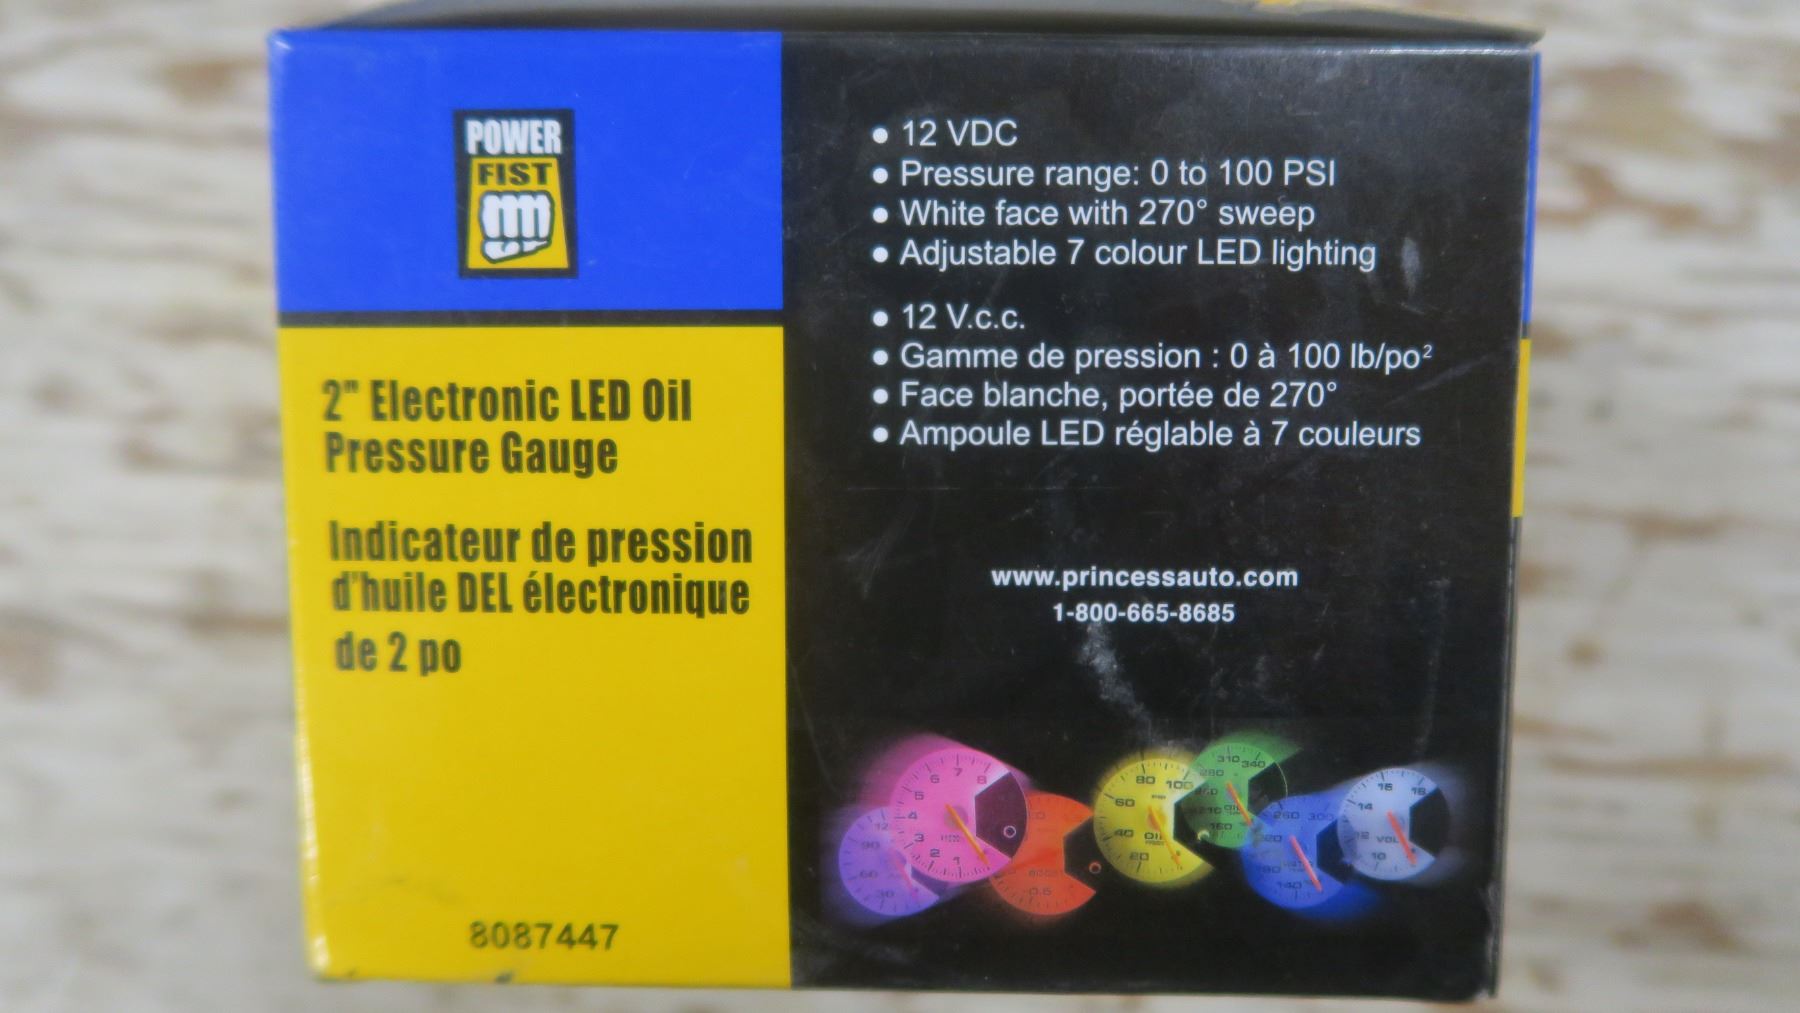 POWER
FIST
2" Electronic LED Oil
Pressure Gauge
Indicateur de pression
d'huile DEL électronique
de 2 po
8087447
• 12 VDC
• Pressure range: 0 to 100 PSI
• White face with 270° sweep
• Adjustable 7 colour LED lighting
• 12 V.c.c.
• Gamme de pression : 0 à 100 lb/po²
• Face blanche, portée de 270°
• Ampoule LED réglable à 7 couleurs
www.princessauto.com
1-800-665-8685